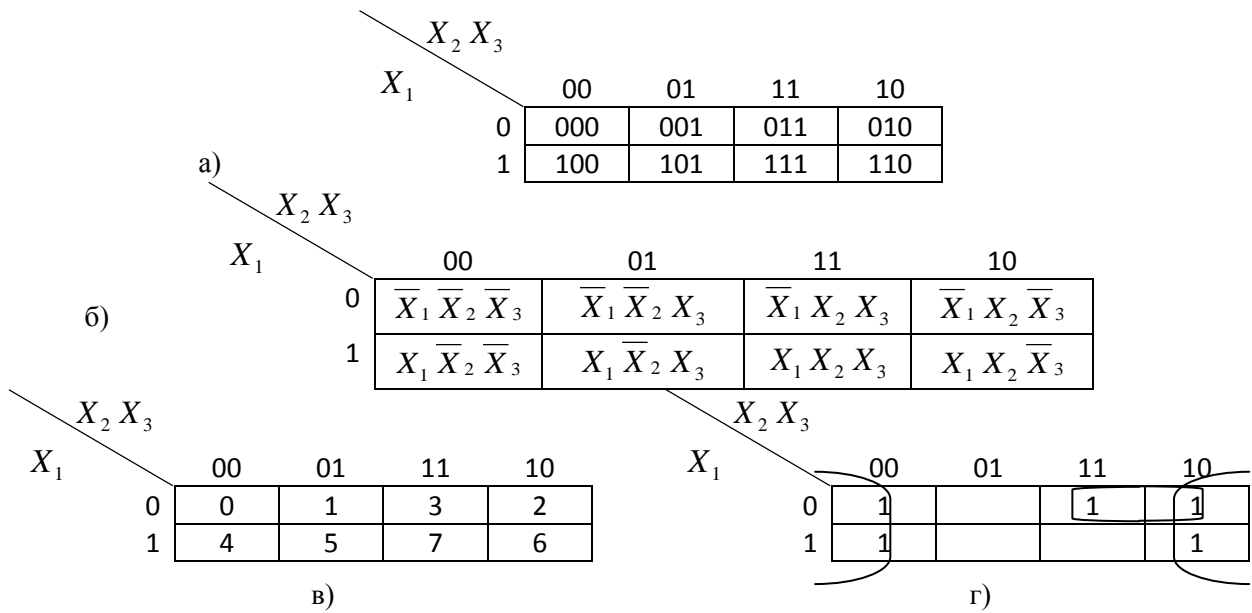 X₂ X₃
X₁
00 01 11 10
0 000 001 011 010
1 100 101 111 110
а)
X₂ X₃
X₁
00 01 11 10
0 X̅₁ X̅₂ X̅₃ X̅₁ X̅₂ X₃ X̅₁ X₂ X₃ X̅₁ X₂ X̅₃
б)
1 X₁ X̅₂ X̅₃ X₁ X̅₂ X₃ X₁ X₂ X₃ X₁ X₂ X̅₃
X₂ X₃
X₁
00 01 11 10
0 0 1 3 2
1 4 5 7 6
в)
X₂ X₃
X₁
00 01 11 10
0 1 1 1
1 1 1
г)